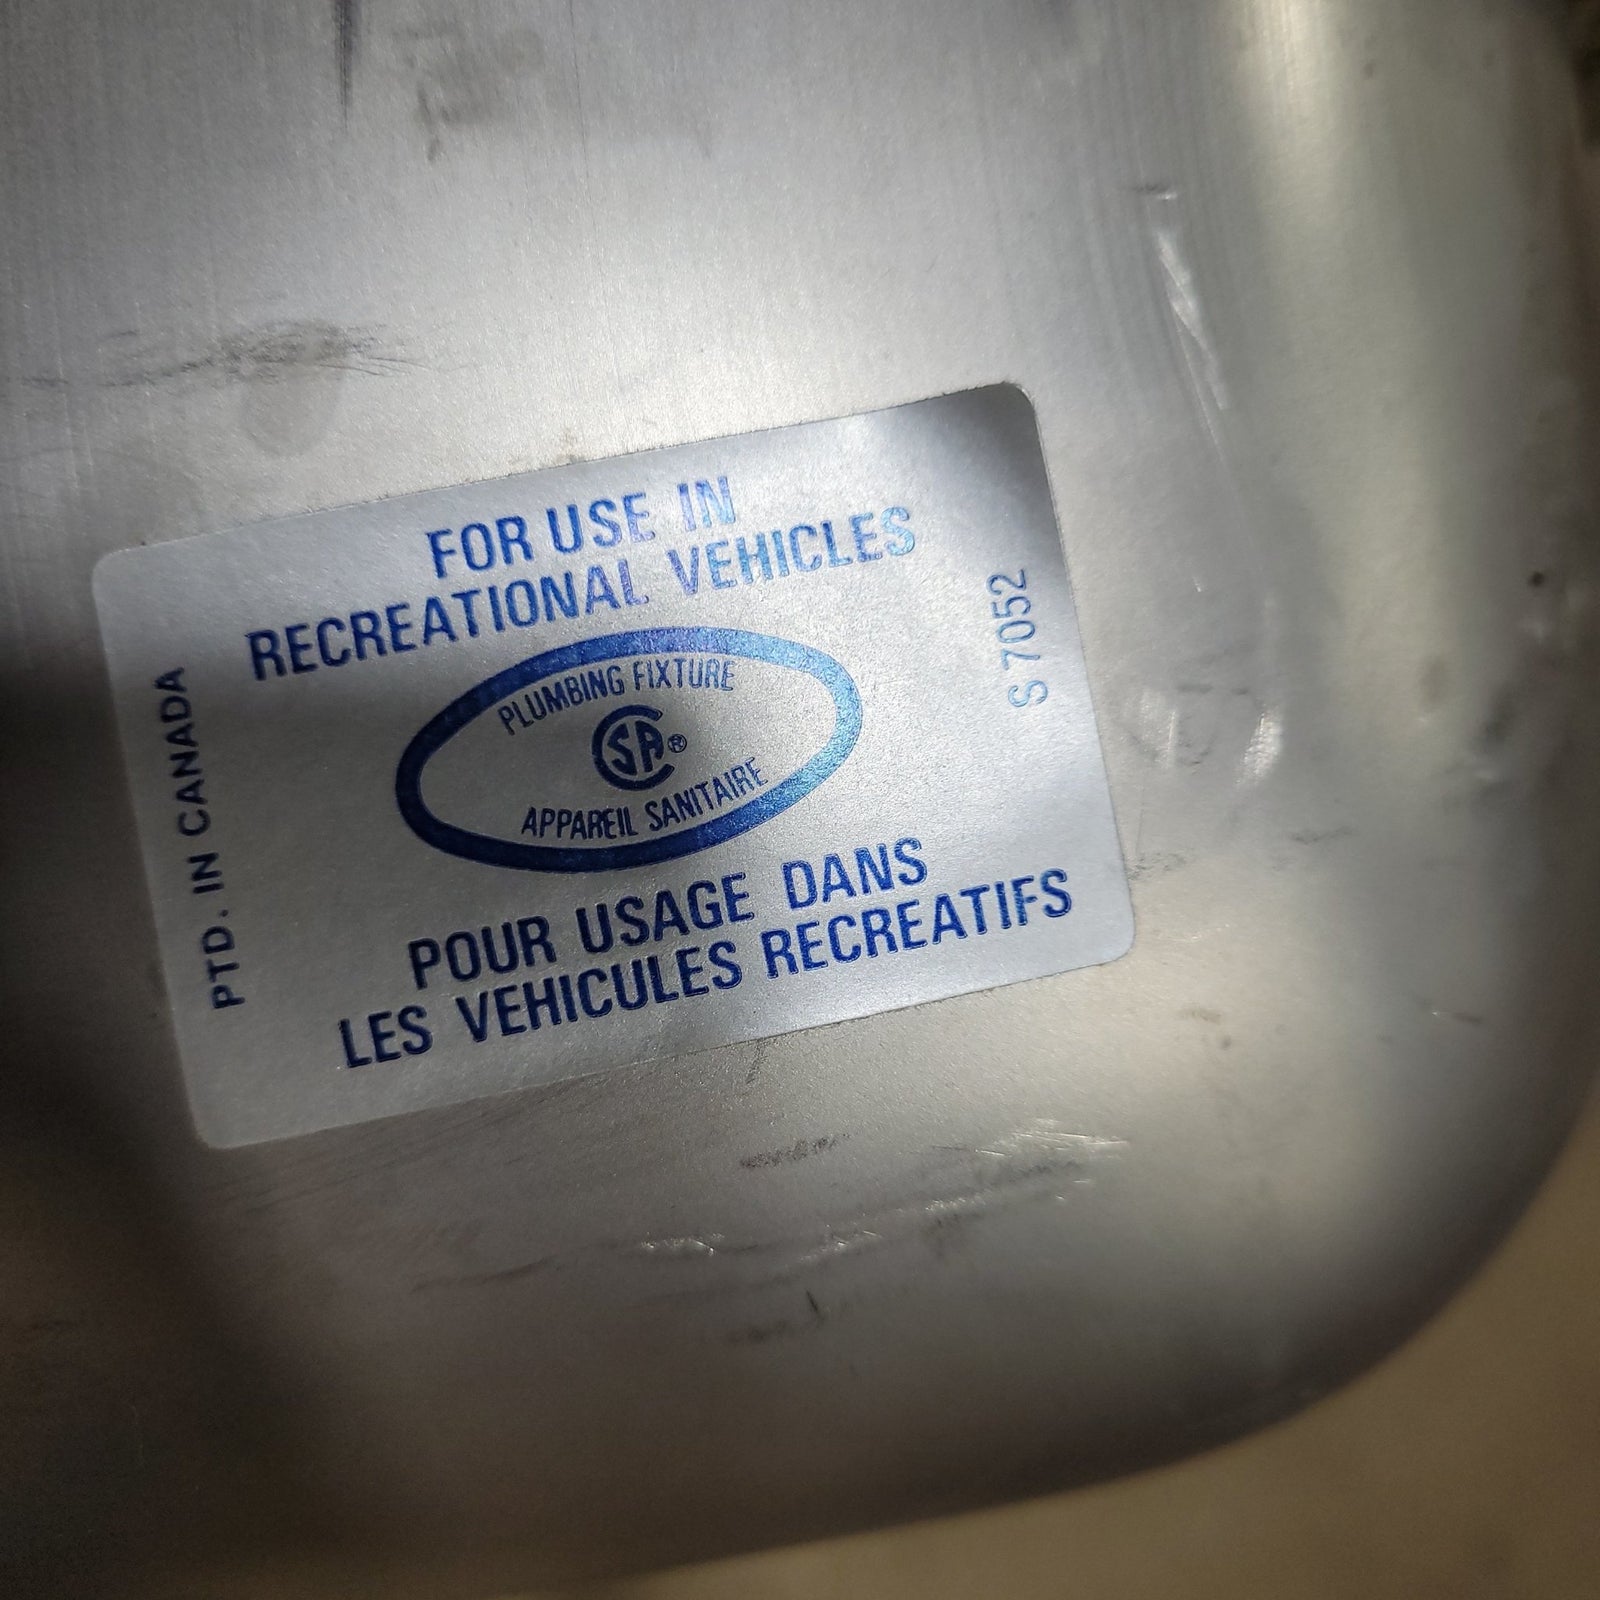 FOR USE IN
RECREATIONAL VEHICLES
PLUMBING FIXTURE
CSA®
APPAREIL SANITAIRE
POUR USAGE DANS
LES VEHICULES RECREATIFS
PTD. IN CANADA
S 7052